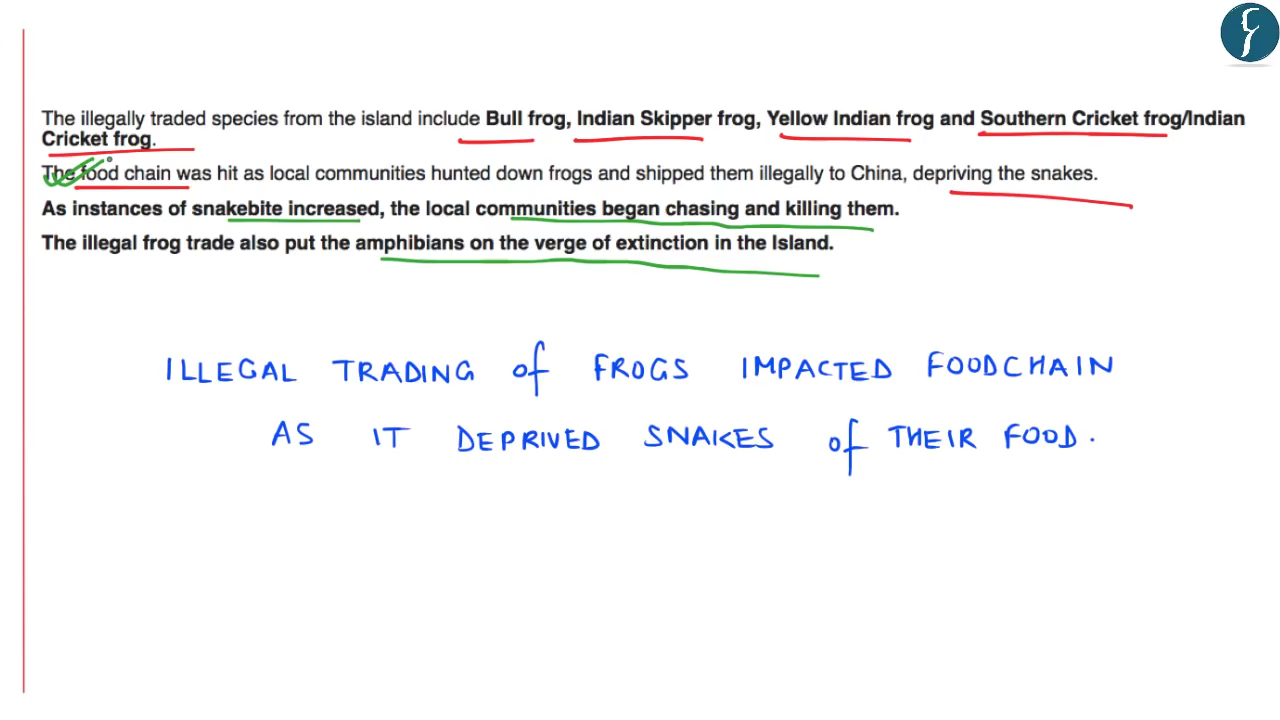 The illegally traded species from the island include Bull frog, Indian Skipper frog, Yellow Indian frog and Southern Cricket frog/Indian
Cricket frog.
The food chain was hit as local communities hunted down frogs and shipped them illegally to China, depriving the snakes.
As instances of snakebite increased, the local communities began chasing and killing them.
The illegal frog trade also put the amphibians on the verge of extinction in the Island.
ILLEGAL TRADING of FROGS IMPACTED FOODCHAIN
AS IT DEPRIVED SNAKES of THEIR FOOD.